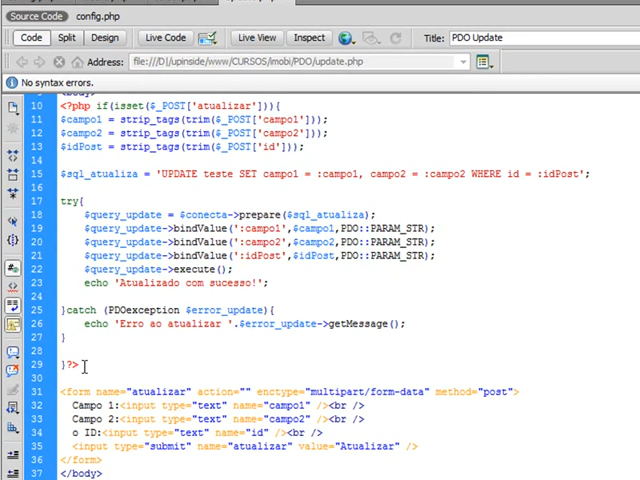 Source Code config.php
Code Split Design Live Code Live View Inspect Title: PDO Update
Address: file:///D|/upinside/www/CURSOS/imobi/PDO/update.php
No syntax errors.
10 <?php if(isset($_POST['atualizar'])){
11 $campo1 = strip_tags(trim($_POST['campo1']));
12 $campo2 = strip_tags(trim($_POST['campo2']));
13 $idPost = strip_tags(trim($_POST['id']));
14
15 $sql_atualiza = 'UPDATE teste SET campo1 = :campo1, campo2 = :campo2 WHERE id = :idPost';
16
17 try{
18 $query_update = $conecta->prepare($sql_atualiza);
19 $query_update->bindValue(':campo1',$campo1,PDO::PARAM_STR);
20 $query_update->bindValue(':campo2',$campo2,PDO::PARAM_STR);
21 $query_update->bindValue(':idPost',$idPost,PDO::PARAM_STR);
22 $query_update->execute();
23 echo 'Atualizado com sucesso!';
24
25 }catch (PDOexception $error_update){
26 echo 'Erro ao atualizar '.$error_update->getMessage();
27 }
28
29 }?>
30
31 <form name="atualizar" action="" enctype="multipart/form-data" method="post">
32 Campo 1:<input type="text" name="campo1" /><br />
33 Campo 2:<input type="text" name="campo2" /><br />
34 o ID:<input type="text" name="id" /><br />
35 <input type="submit" name="atualizar" value="Atualizar" />
36 </form>
37 </body>